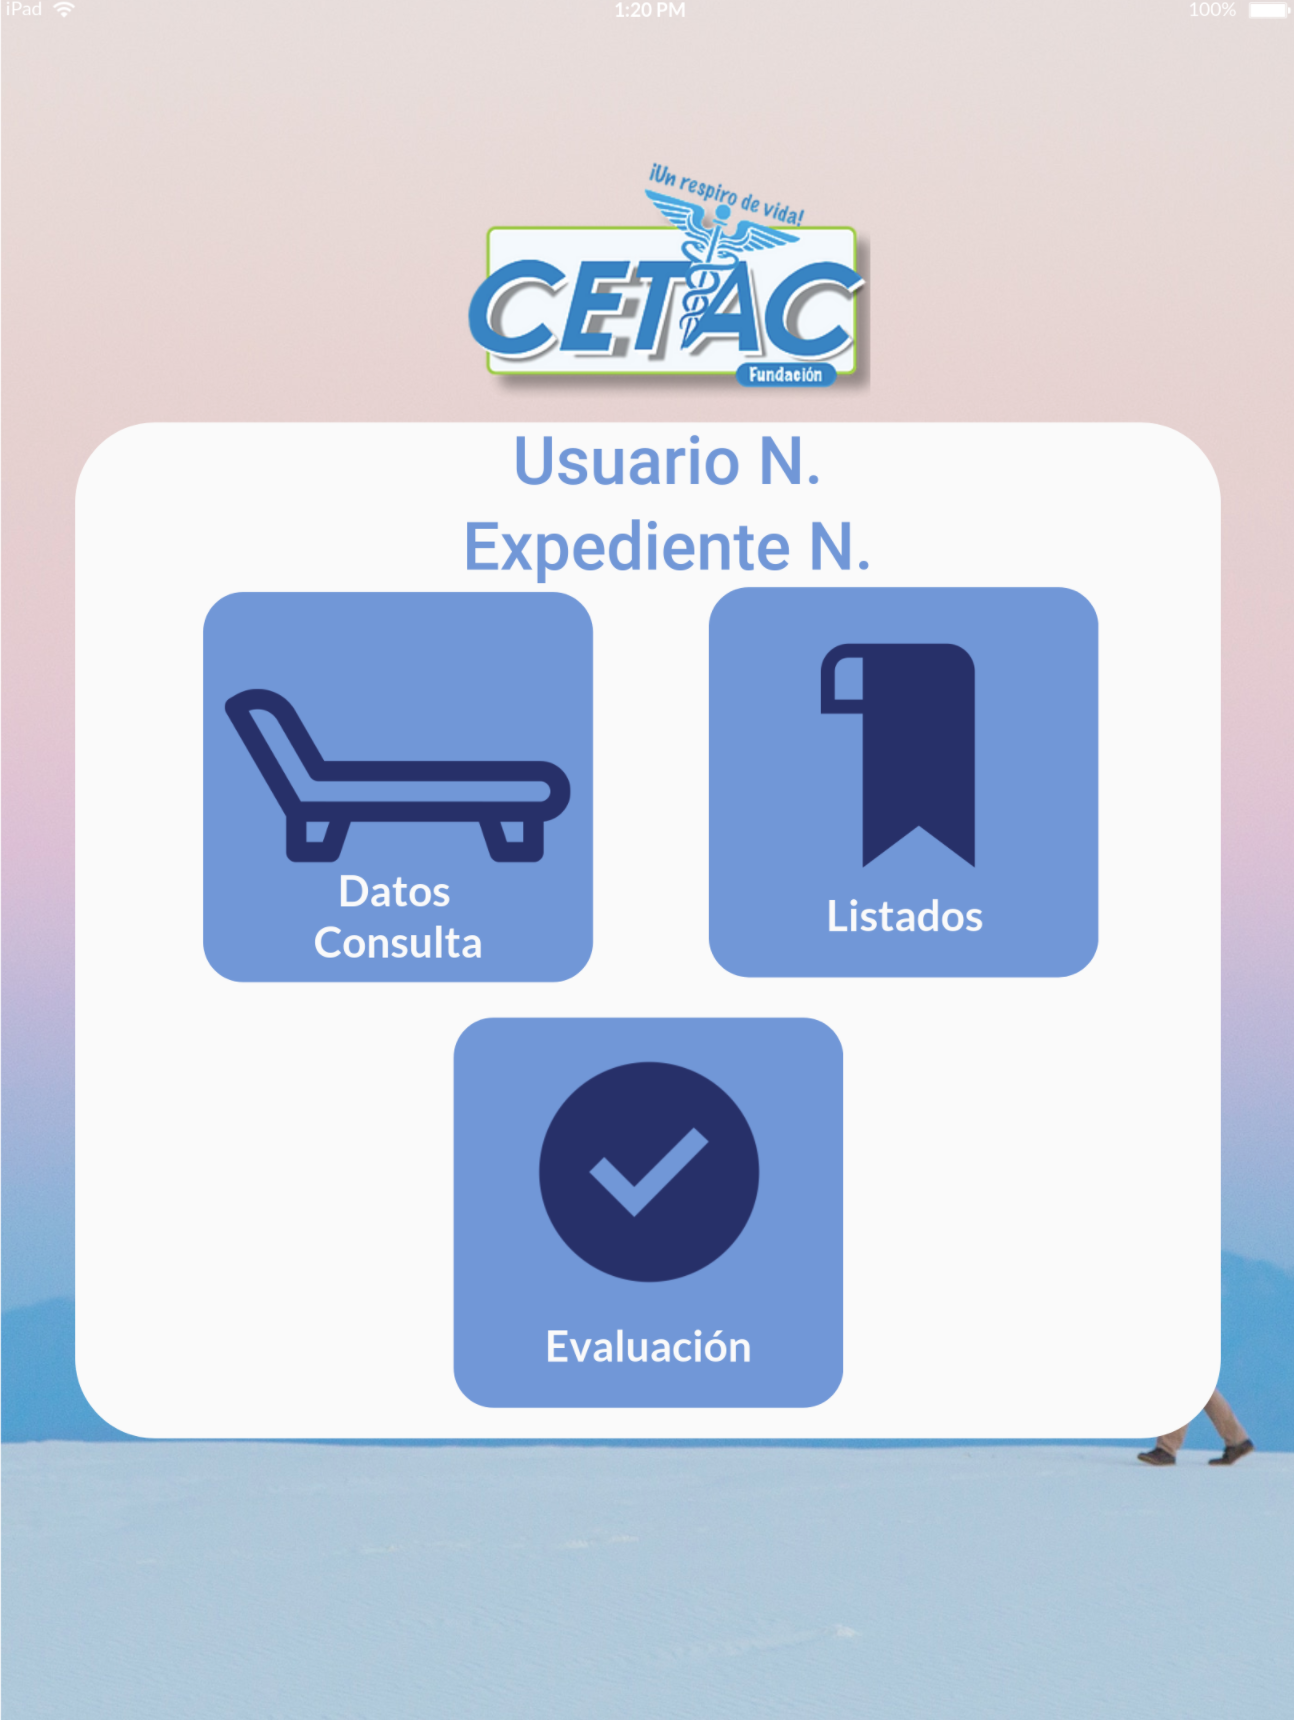 iPad 1:20 PM 100%
¡Un respiro de vida!
CETAC
Fundación
Usuario N.
Expediente N.
Datos
Consulta
Listados
Evaluación